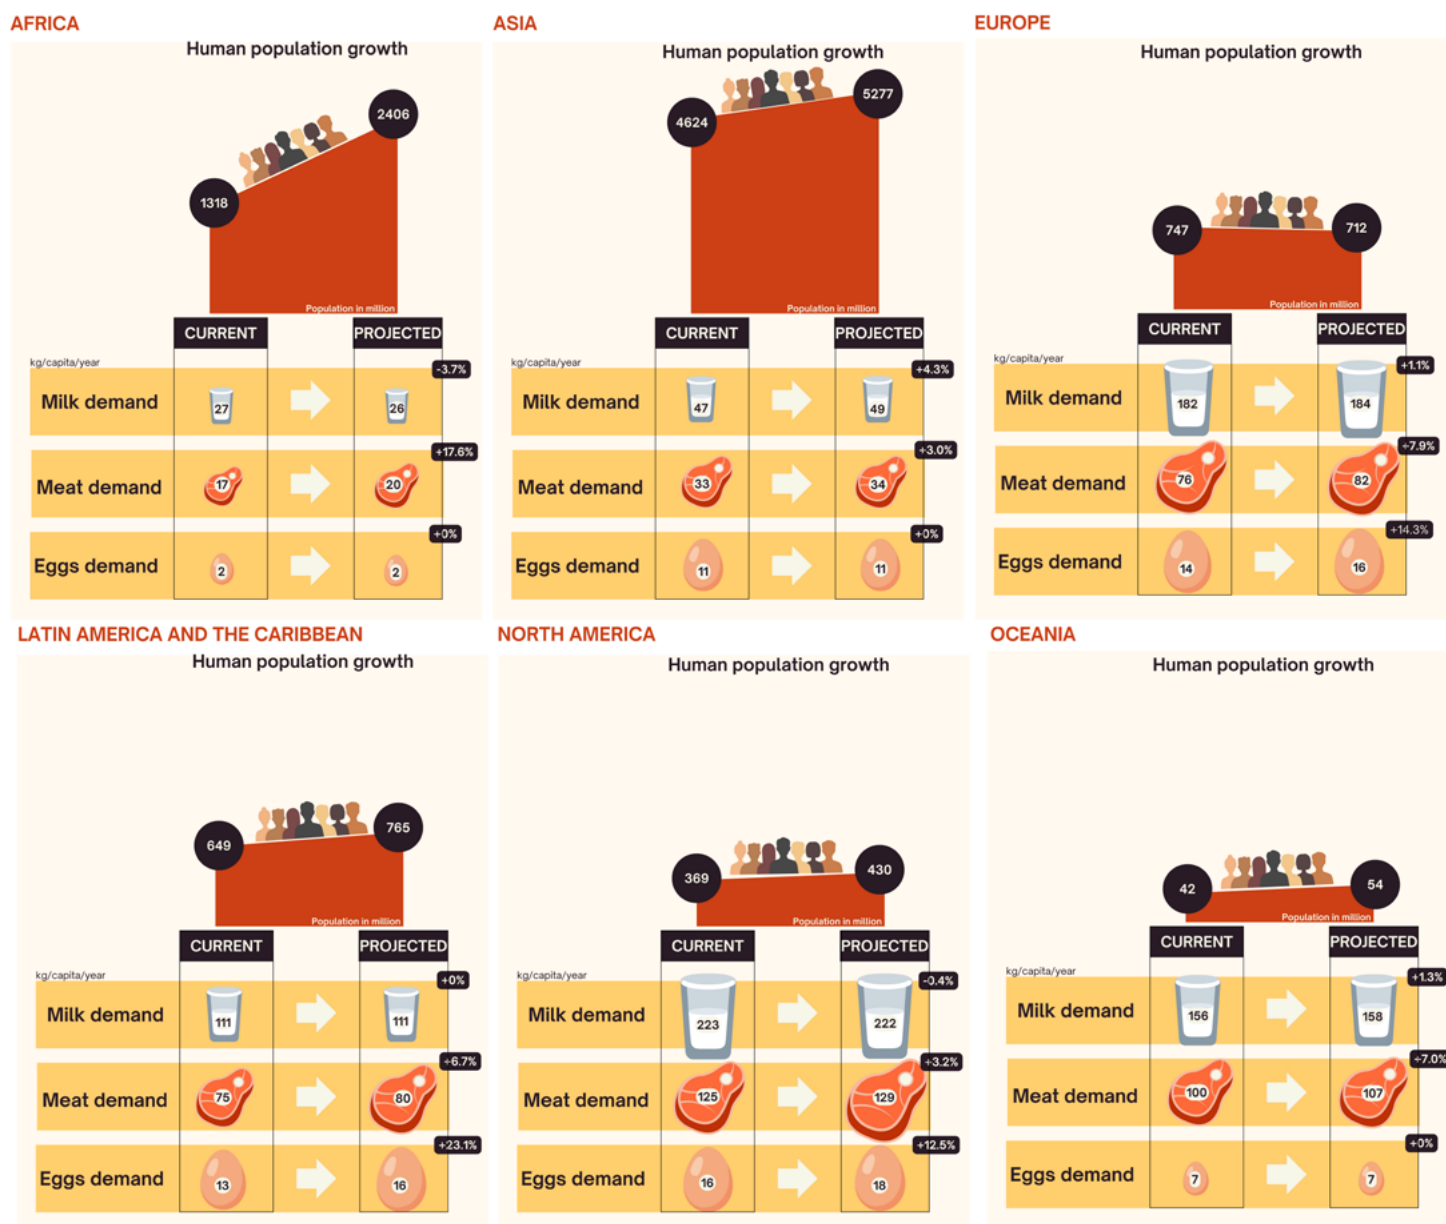 AFRICA
Human population growth
1318
2406
Population in million
CURRENT
PROJECTED
kg/capita/year
-3.7%
Milk demand
27
26
+17.6%
Meat demand
17
20
+0%
Eggs demand
2
2
ASIA
Human population growth
4624
5277
Population in million
CURRENT
PROJECTED
kg/capita/year
+4.3%
Milk demand
47
49
+3.0%
Meat demand
33
34
+0%
Eggs demand
11
11
EUROPE
Human population growth
747
712
Population in million
CURRENT
PROJECTED
kg/capita/year
+1.1%
Milk demand
182
184
+7.9%
Meat demand
76
82
+14.3%
Eggs demand
14
16
LATIN AMERICA AND THE CARIBBEAN
Human population growth
649
765
Population in million
CURRENT
PROJECTED
kg/capita/year
+0%
Milk demand
111
111
+6.7%
Meat demand
75
80
+23.1%
Eggs demand
13
16
NORTH AMERICA
Human population growth
369
430
Population in million
CURRENT
PROJECTED
kg/capita/year
-0.4%
Milk demand
223
222
+3.2%
Meat demand
125
129
+12.5%
Eggs demand
16
18
OCEANIA
Human population growth
42
54
Population in million
CURRENT
PROJECTED
kg/capita/year
+1.3%
Milk demand
156
158
+7.0%
Meat demand
100
107
+0%
Eggs demand
7
7